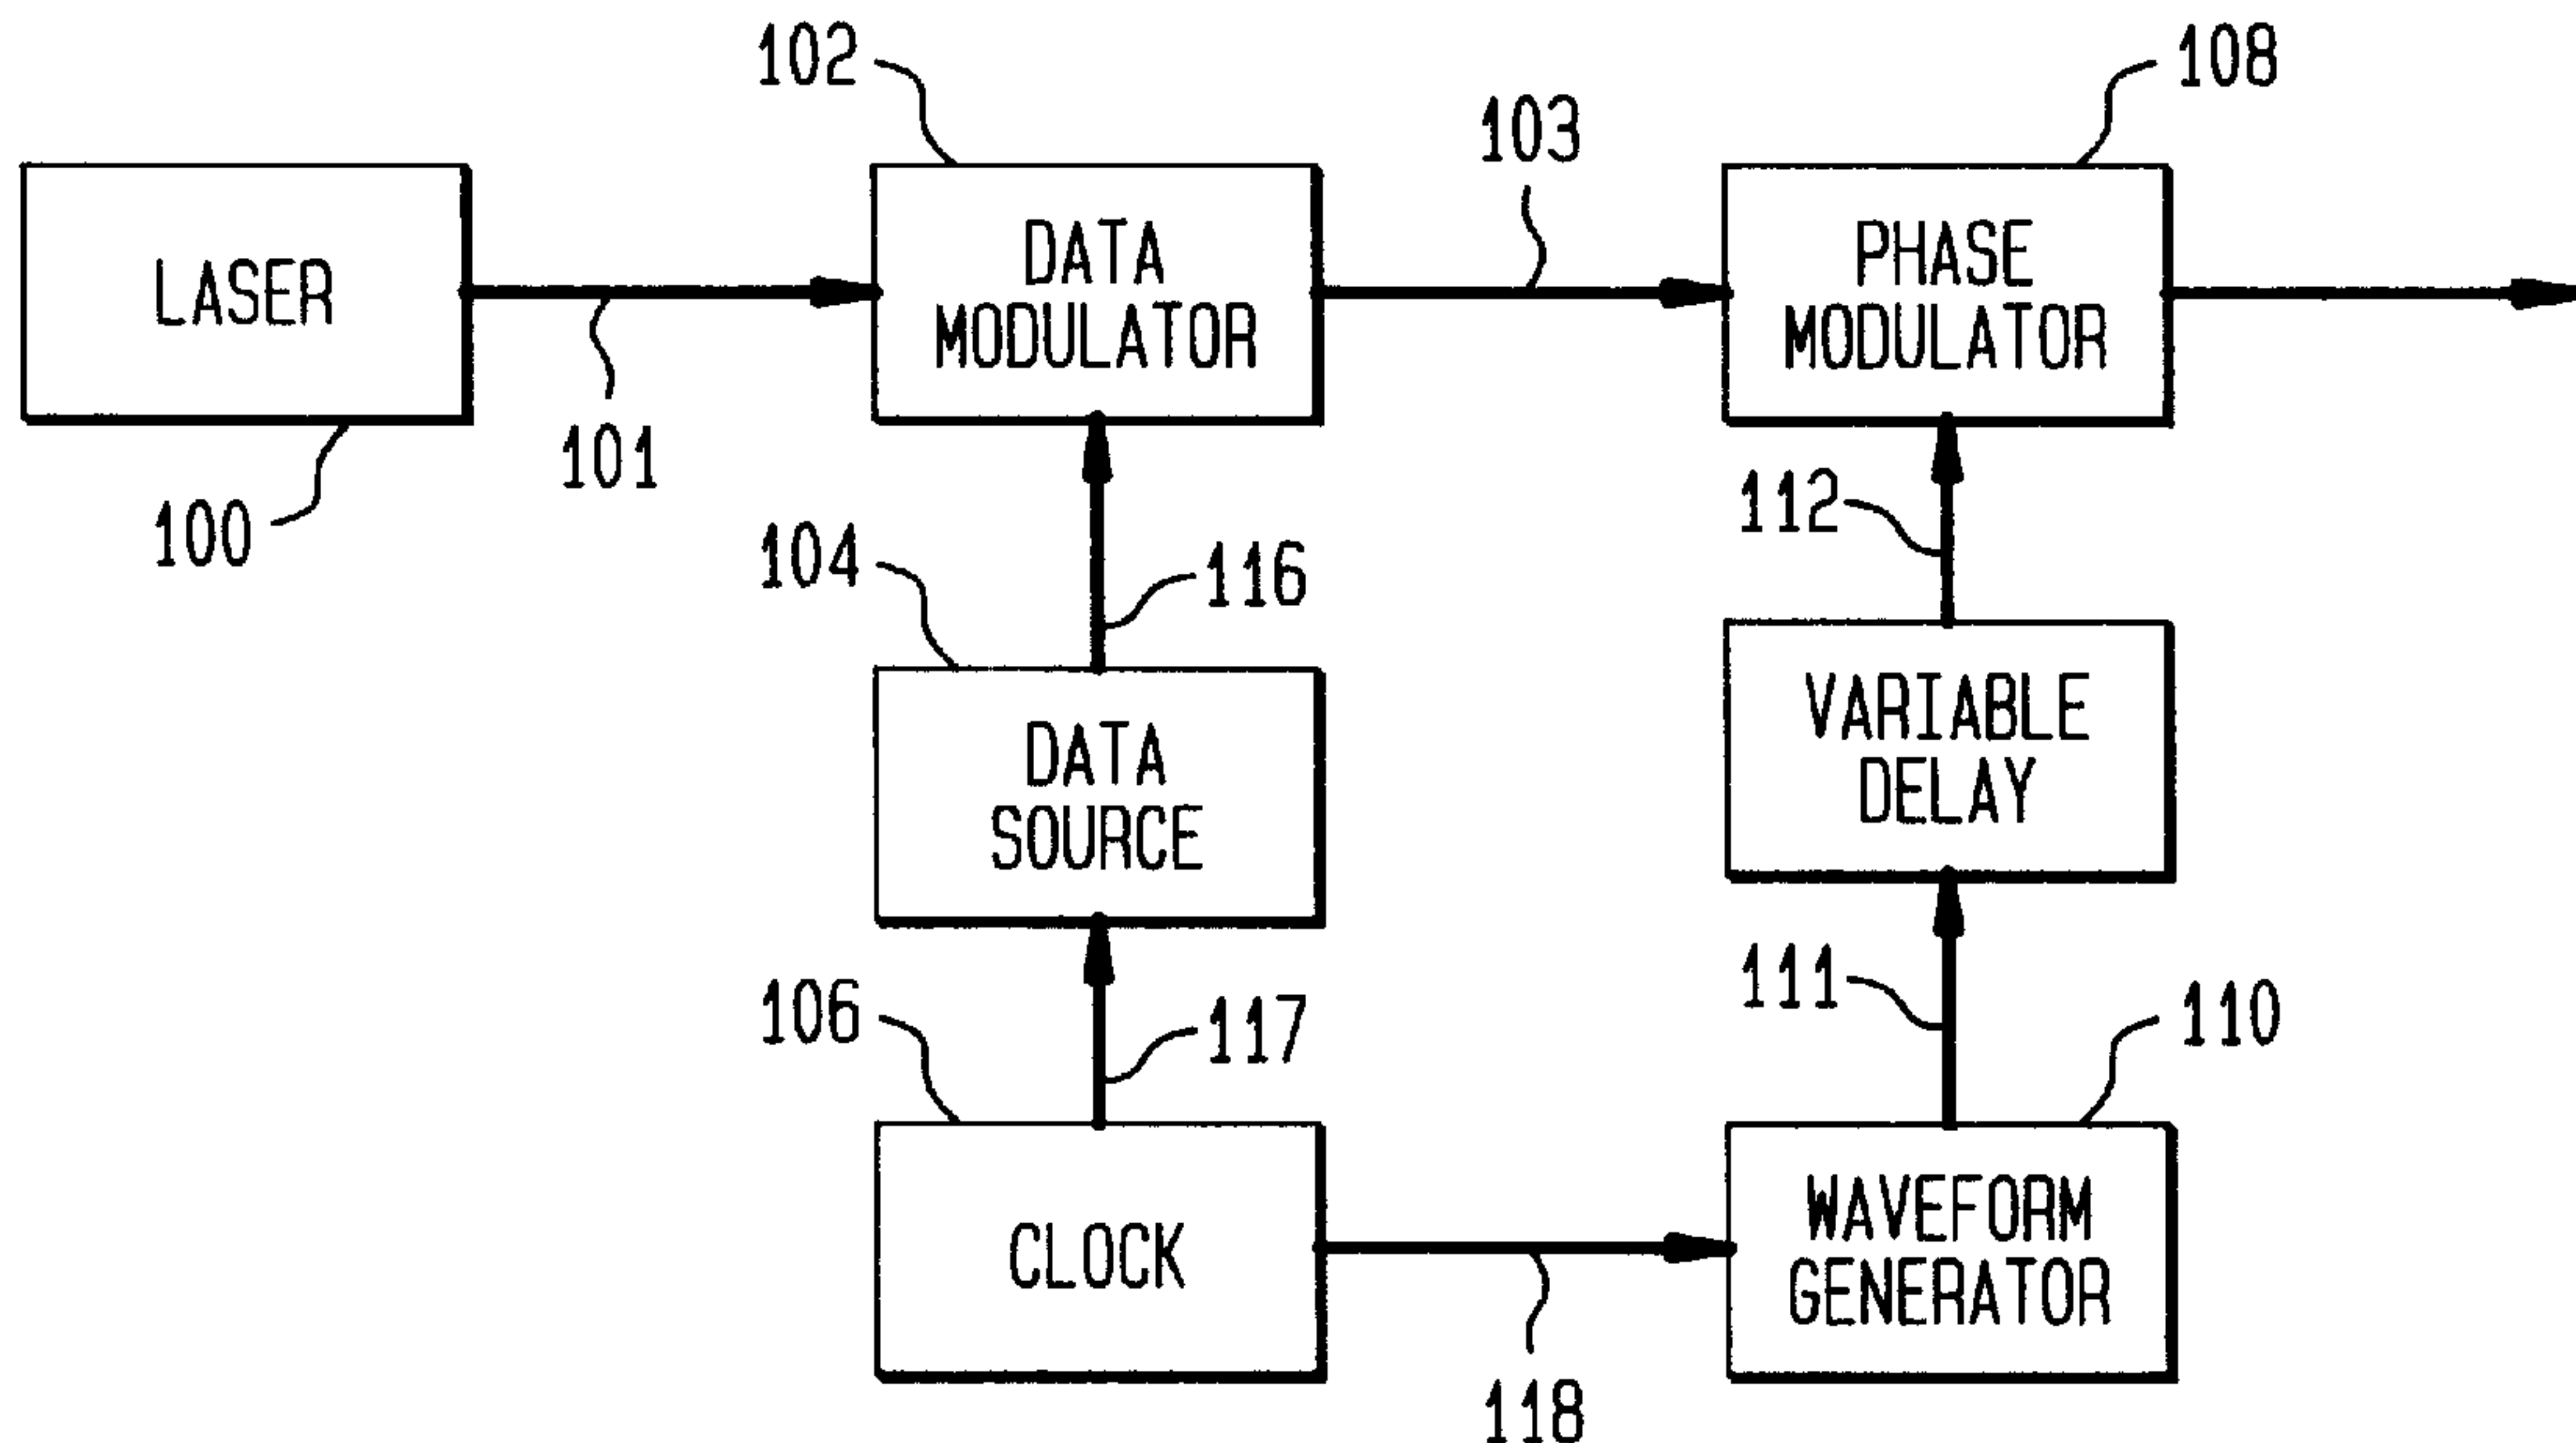 102
108
103
LASER
DATA
MODULATOR
PHASE
MODULATOR
101
100
112
104
116
DATA
SOURCE
VARIABLE
DELAY
106
117
111
110
CLOCK
WAVEFORM
GENERATOR
118